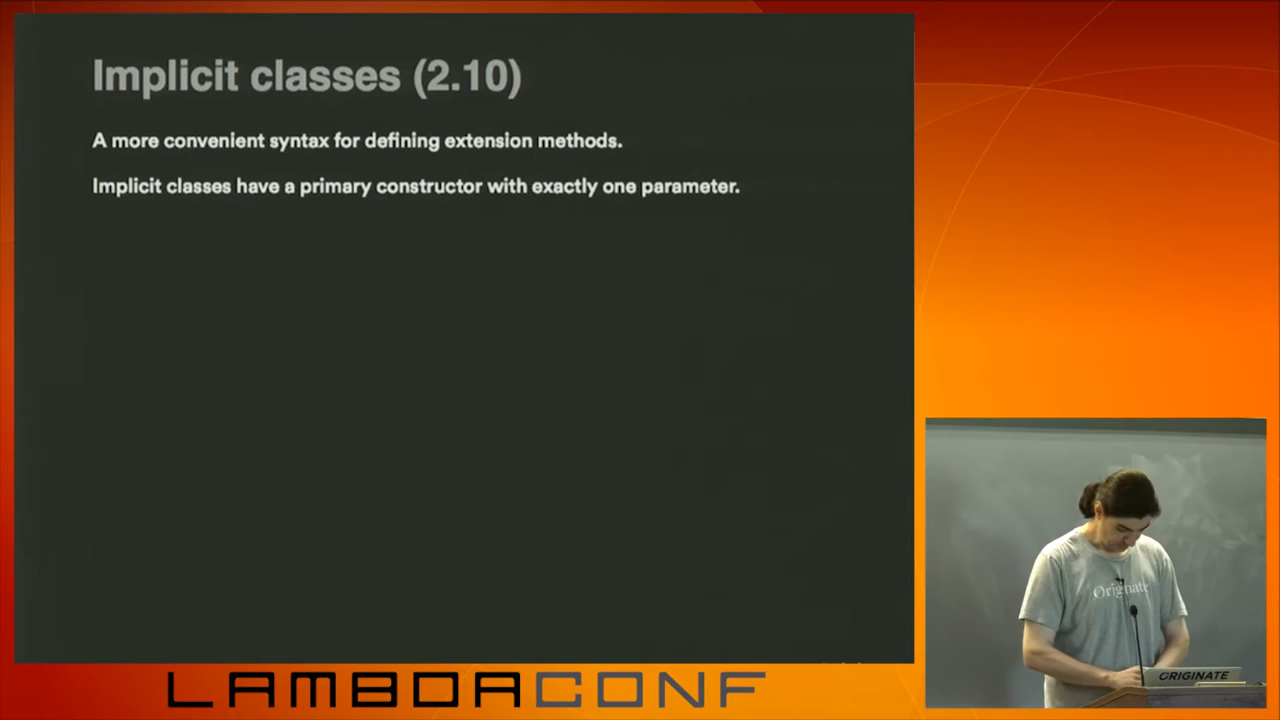 Implicit classes (2.10)
A more convenient syntax for defining extension methods.
Implicit classes have a primary constructor with exactly one parameter.
Originate
ORIGINATE
LAMBDACONF